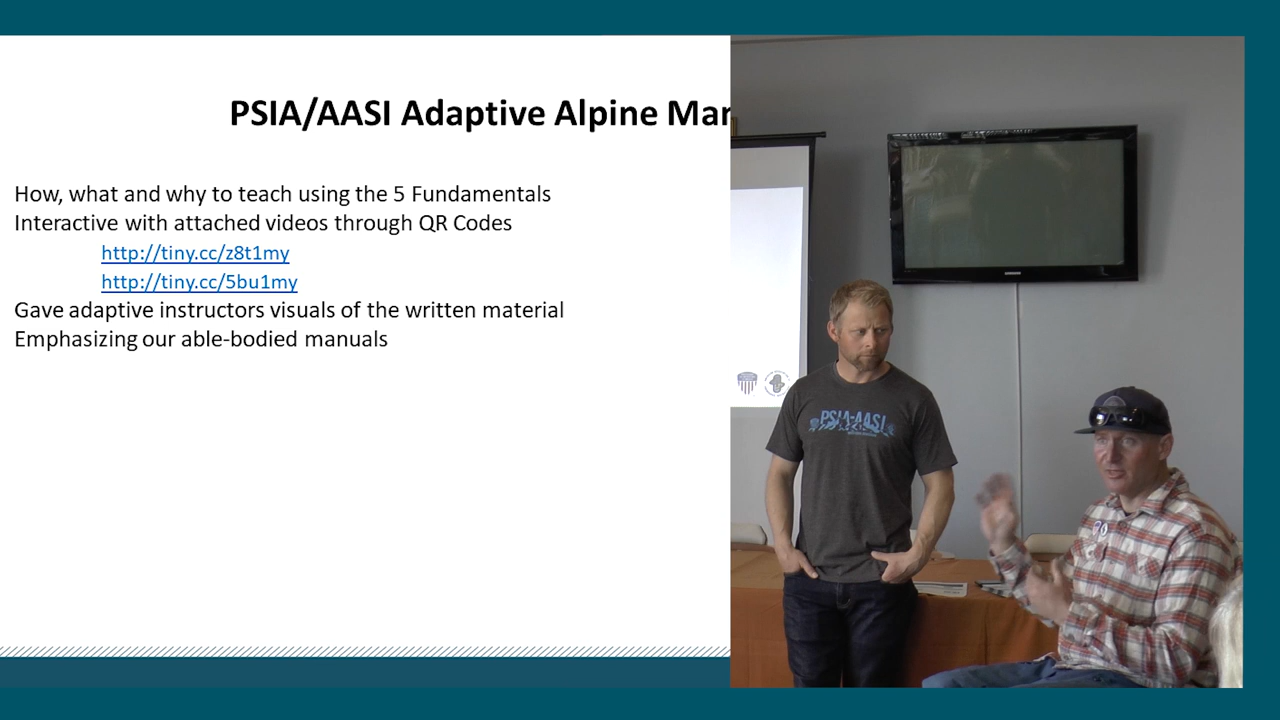 PSIA/AASI Adaptive Alpine Man
How, what and why to teach using the 5 Fundamentals
Interactive with attached videos through QR Codes
http://tiny.cc/z8t1my
http://tiny.cc/5bu1my
Gave adaptive instructors visuals of the written material
Emphasizing our able-bodied manuals
SAMSUNG
PSIA-AASI